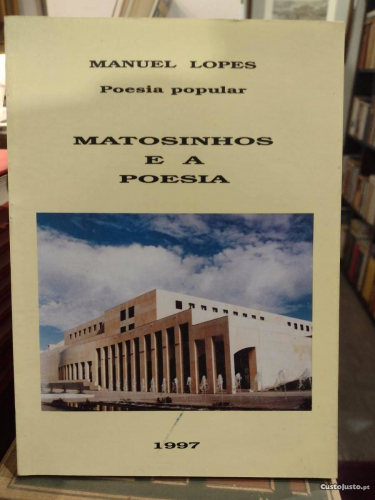 MANUEL LOPES
Poesia popular
MATOSINHOS
E A
POESIA
1997
CustoJusto.pt